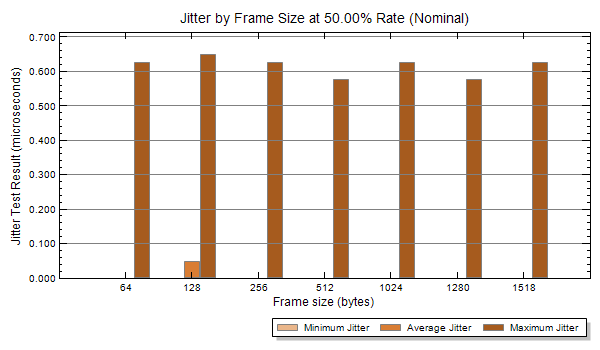 Jitter by Frame Size at 50.00% Rate (Nominal)
Jitter Test Result (microseconds)
0.700
0.600
0.500
0.400
0.300
0.200
0.100
0.000
64 128 256 512 1024 1280 1518
Frame size (bytes)
Minimum Jitter Average Jitter Maximum Jitter